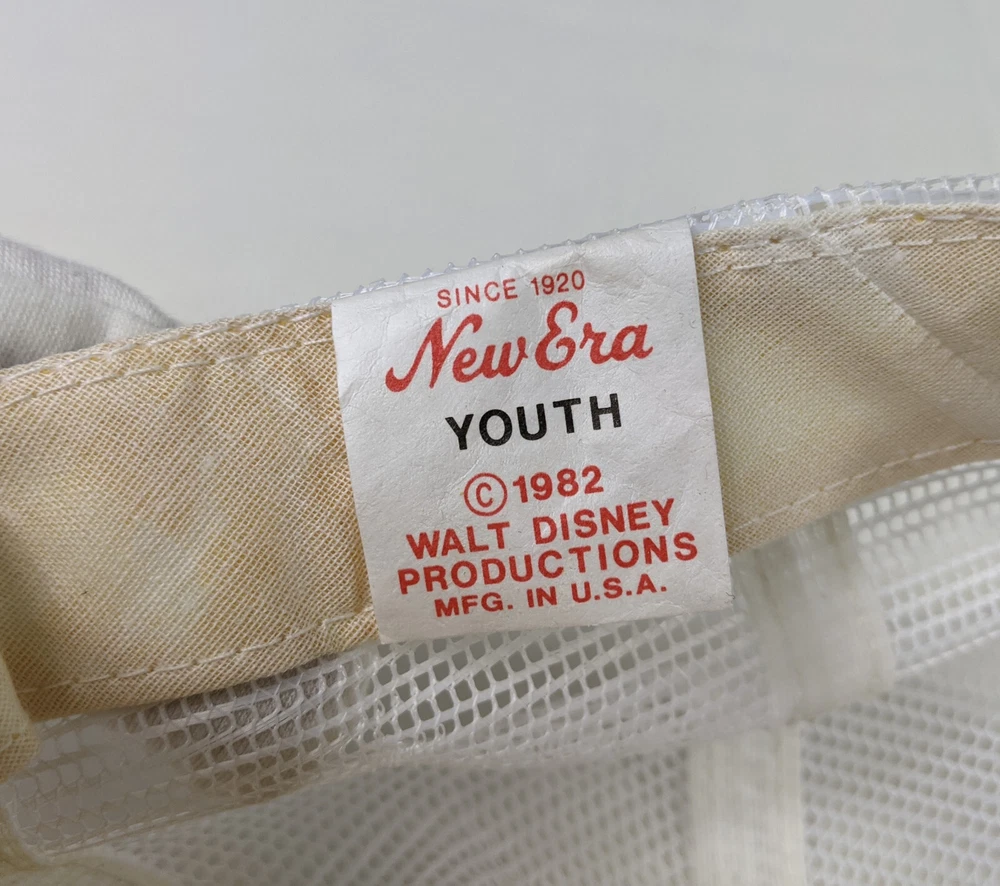 SINCE 1920
New Era
YOUTH
© 1982
WALT DISNEY
PRODUCTIONS
MFG. IN U.S.A.